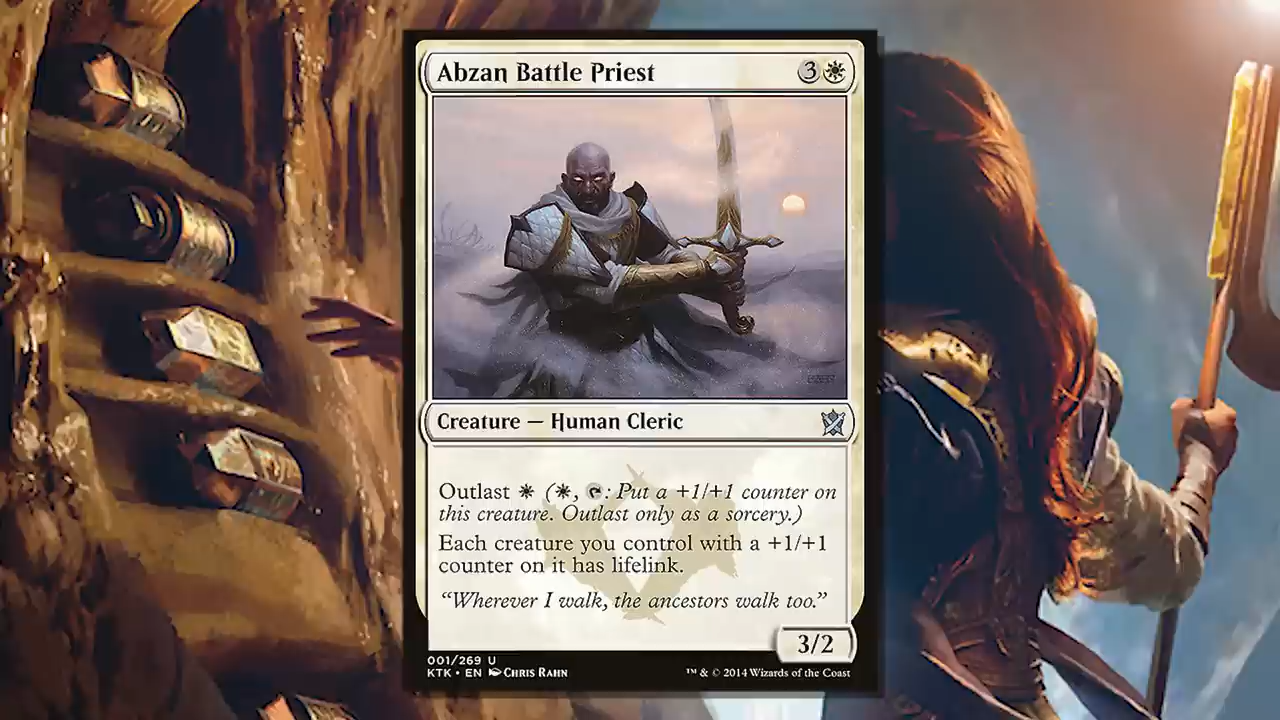 Abzan Battle Priest 3
Creature — Human Cleric
Outlast (, : Put a +1/+1 counter on
this creature. Outlast only as a sorcery.)
Each creature you control with a +1/+1
counter on it has lifelink.
“Wherever I walk, the ancestors walk too.”
3/2
001/269 U
KTK • EN Chris Rahn
™ & © 2014 Wizards of the Coast